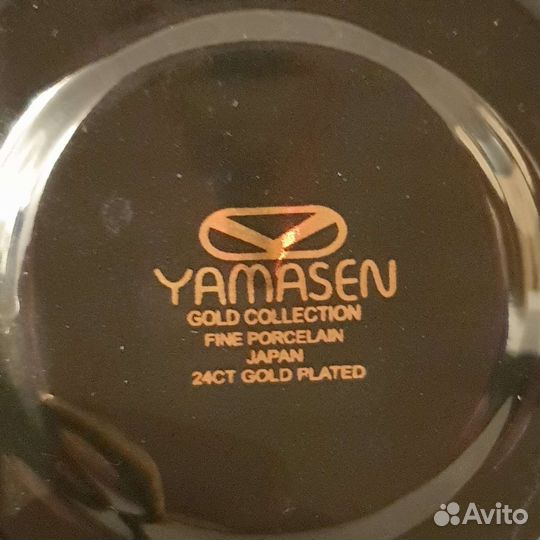 YAMASEN
GOLD COLLECTION
FINE PORCELAIN
JAPAN
24CT GOLD PLATED
Avito